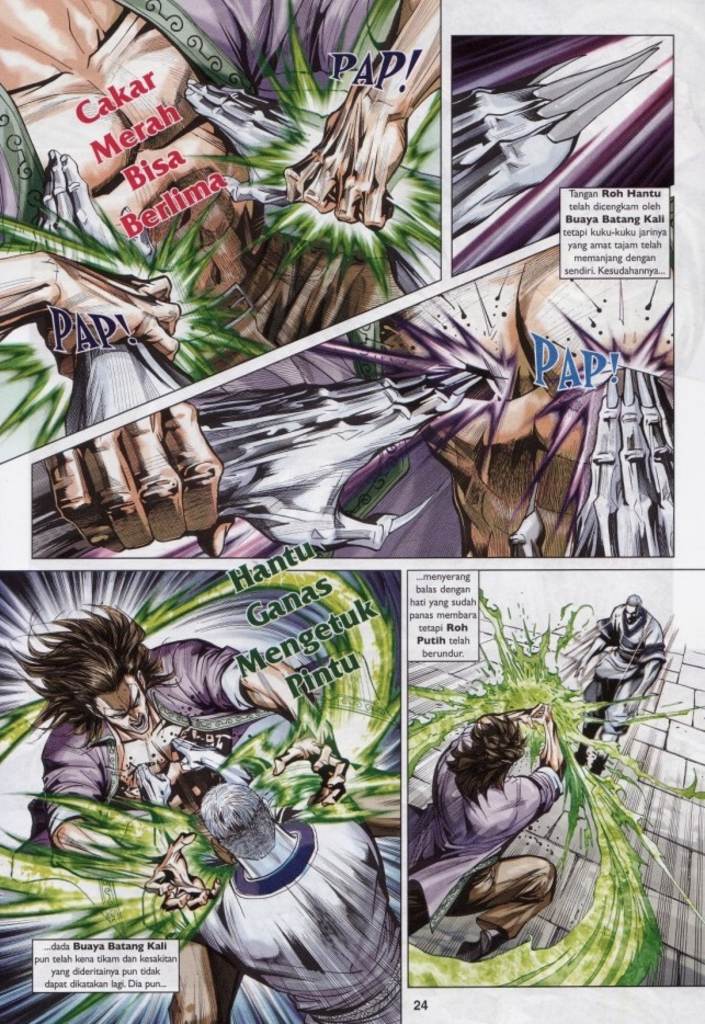 PAP!
Cakar
Merah
Bisa
Berlima
PAP!
Tangan Roh Hantu
telah dicengkam oleh
Buaya Batang Kali
tetapi kuku-kuku jarinya
yang amat tajam telah
memanjang dengan
sendiri. Kesudahannya...
PAP!
Hantu
Ganas
Mengetuk
Pintu
...dada Buaya Batang Kali
pun telah kena tikam dan kesakitan
yang dideritainya pun tidak
dapat dikatakan lagi. Dia pun...
...menyerang
balas dengan
hati yang sudah
panas membara
tetapi Roh
Putih telah
berundur.
24